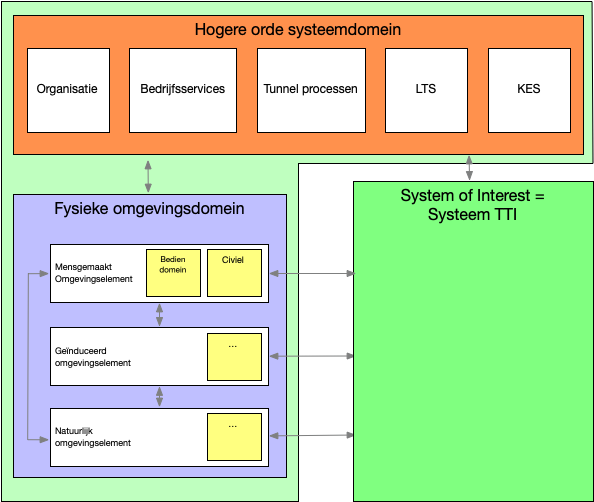 Hogere orde systeemdomein
Organisatie
Bedrijfsservices
Tunnel processen
LTS
KES
Fysieke omgevingsdomein
Mensgemaakt
Omgevingselement
Bedien
domein
Civiel
Geïnduceerd
omgevingselement
...
Natuurlijk
omgevingselement
...
System of Interest =
Systeem TTI